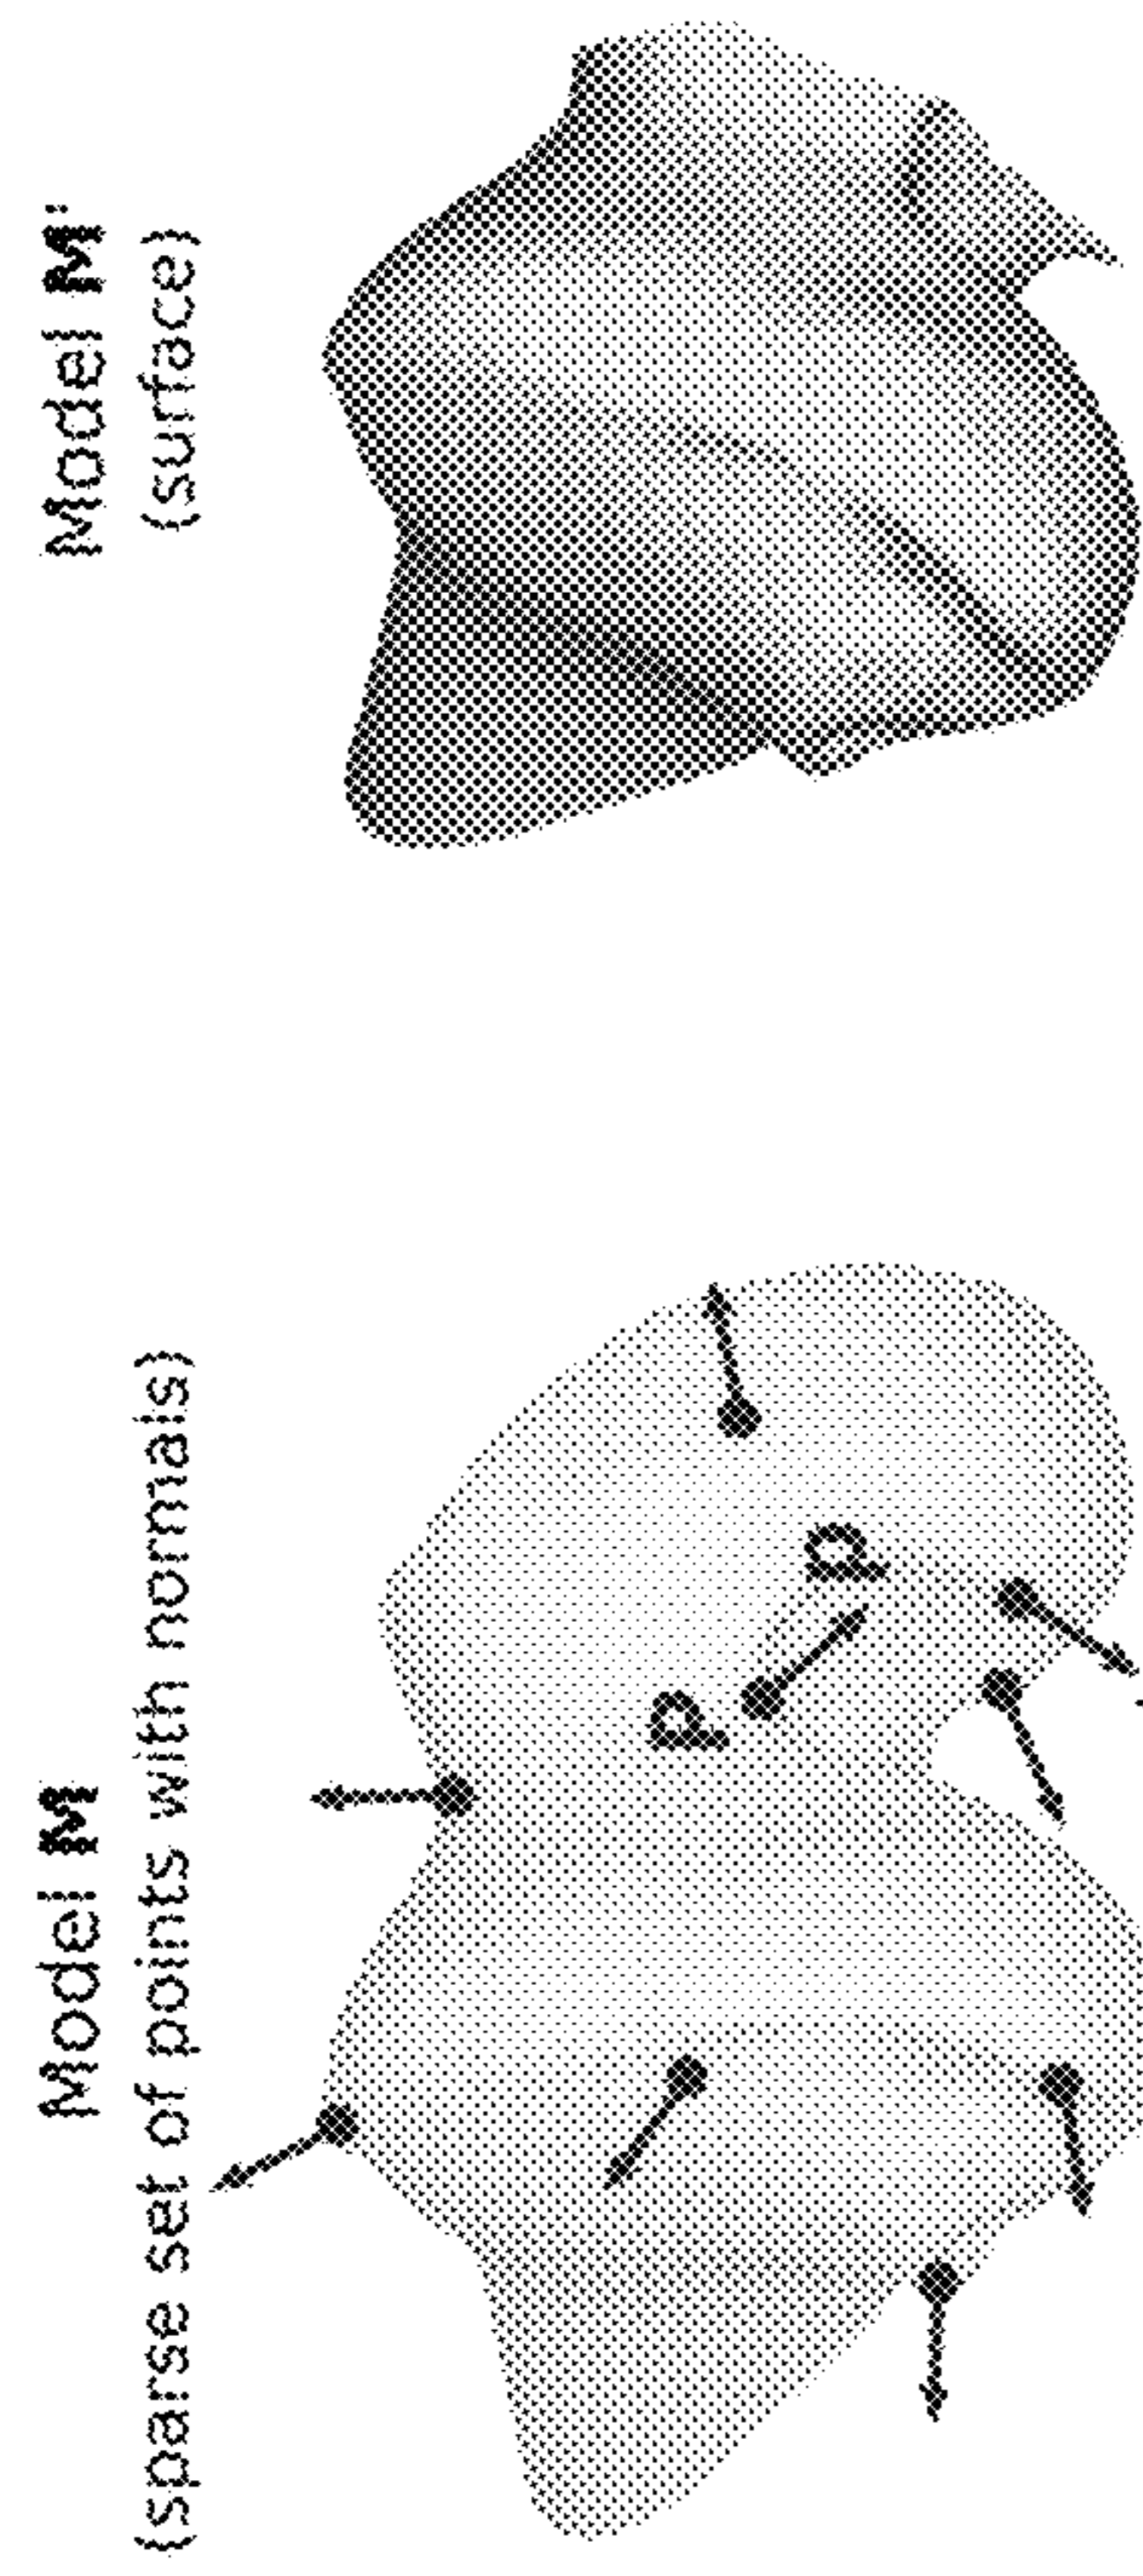 Model M
(sparse set of points with normals)
p
p
Model M'
(surface)